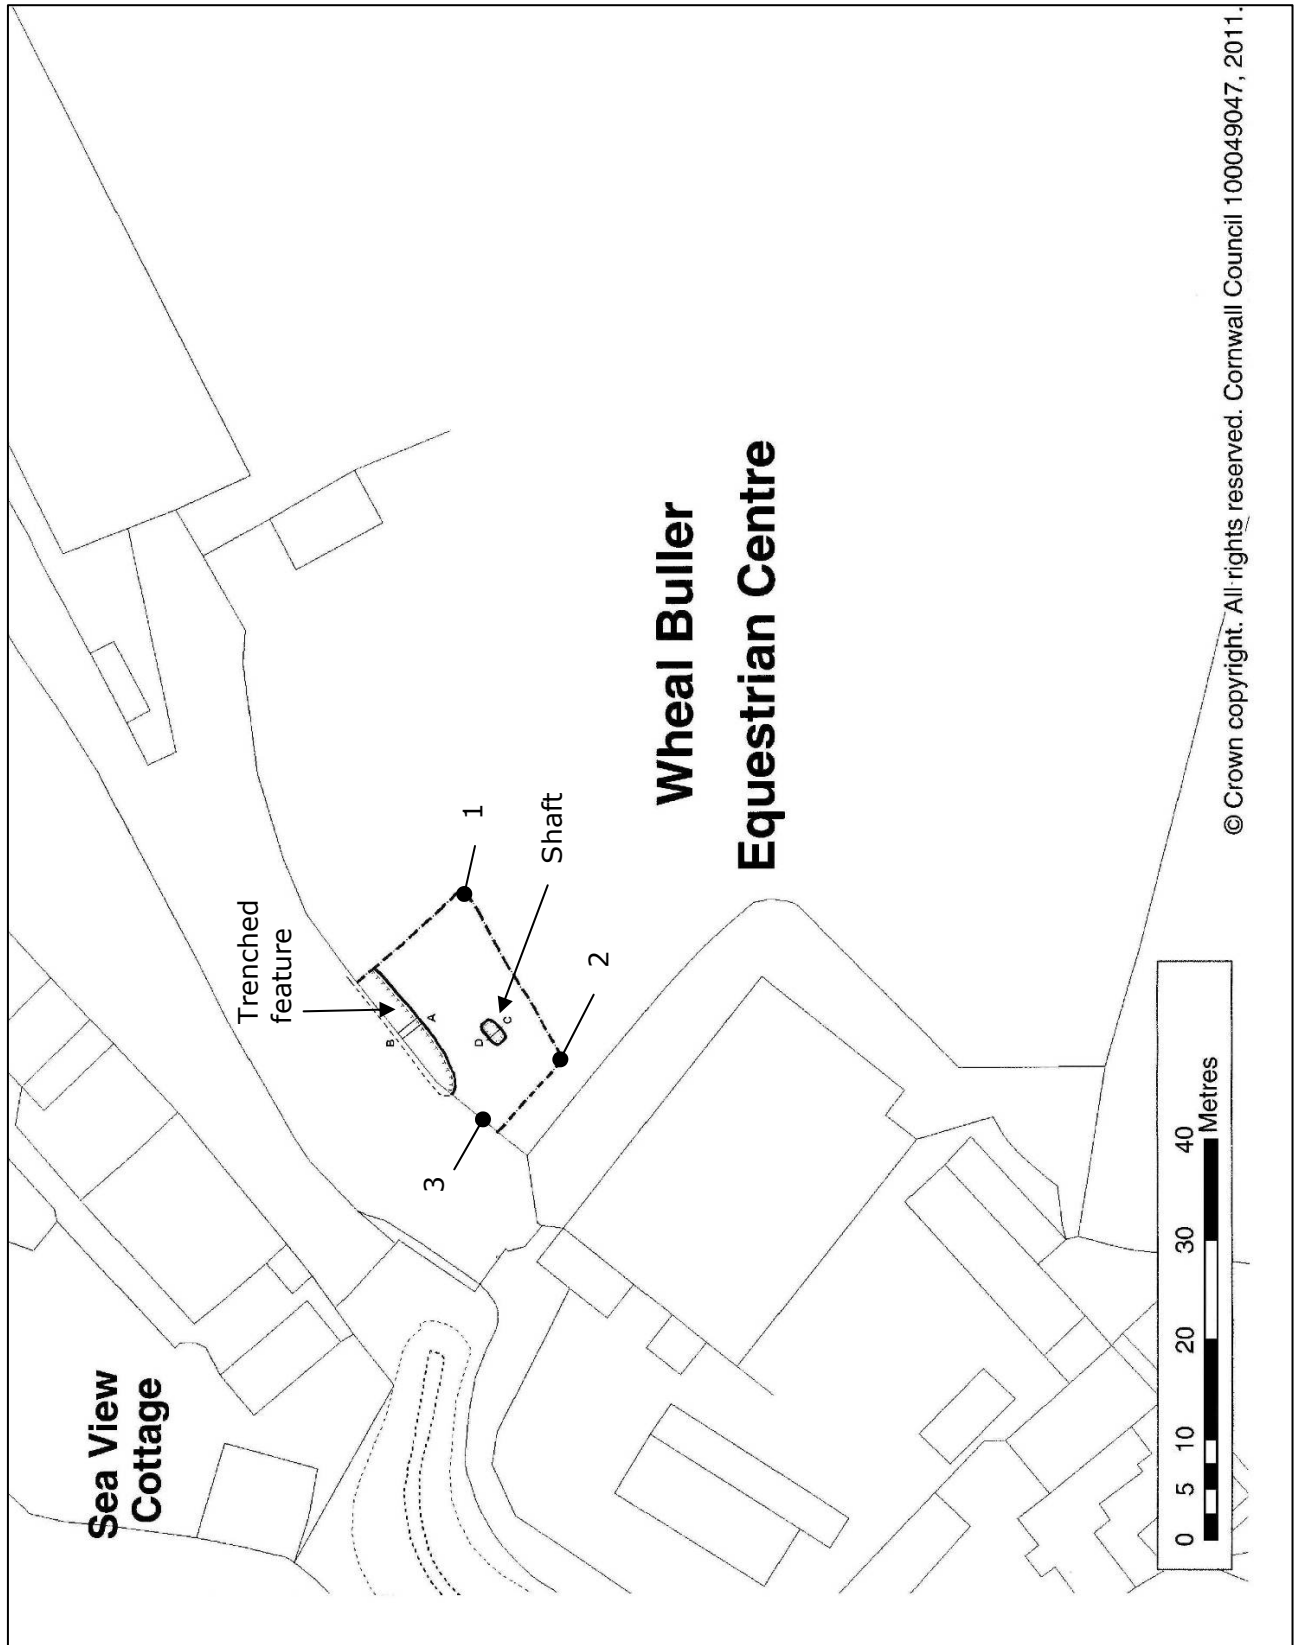 Sea View
Cottage
Trenched
feature
B
A
D
C
1
Shaft
2
3
Wheal Buller
Equestrian Centre
0 5 10 20 30 40
Metres
© Crown copyright. All rights reserved. Cornwall Council 100049047, 2011.